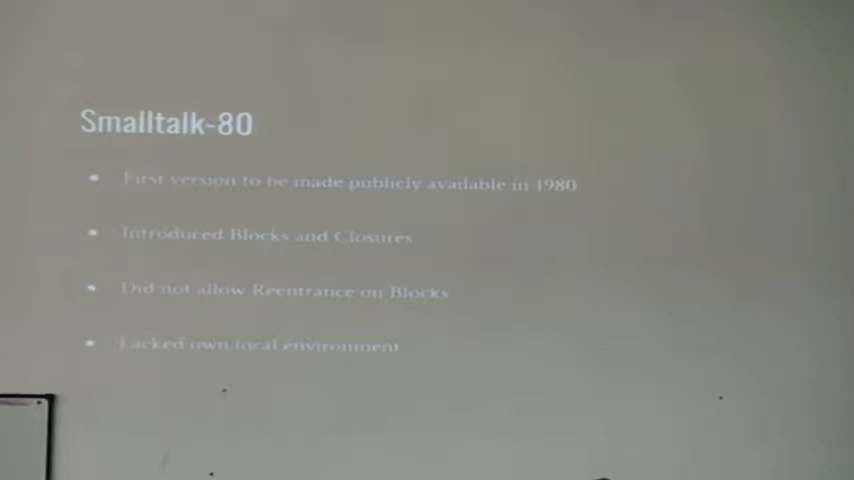 Smalltalk-80
• First version to be made publicly available in 1980
• Introduced Blocks and Closures
• Did not allow Reentrance on Blocks
• Lacked own local environment